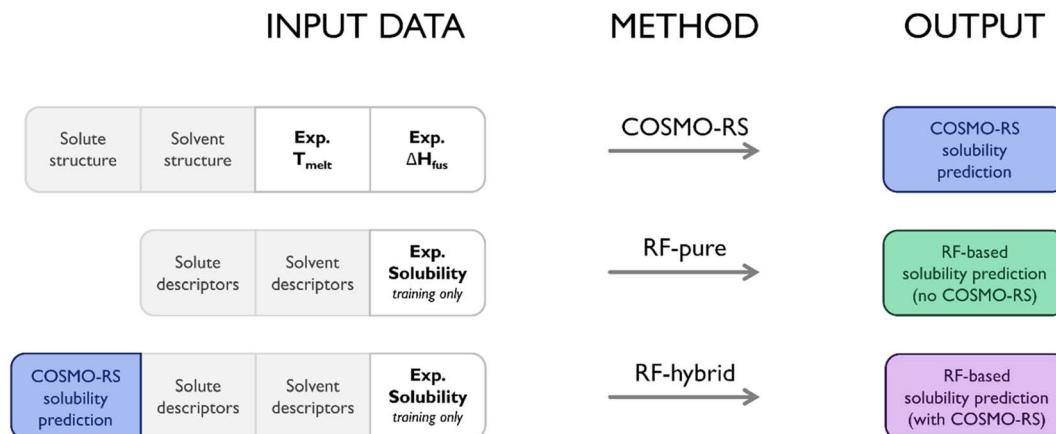 INPUT DATA
METHOD
OUTPUT
Solute
structure
Solvent
structure
Exp.
Tmelt
Exp.
ΔHfus
COSMO-RS
COSMO-RS
solubility
prediction
Solute
descriptors
Solvent
descriptors
Exp.
Solubility
training only
RF-pure
RF-based
solubility prediction
(no COSMO-RS)
COSMO-RS
solubility
prediction
Solute
descriptors
Solvent
descriptors
Exp.
Solubility
training only
RF-hybrid
RF-based
solubility prediction
(with COSMO-RS)